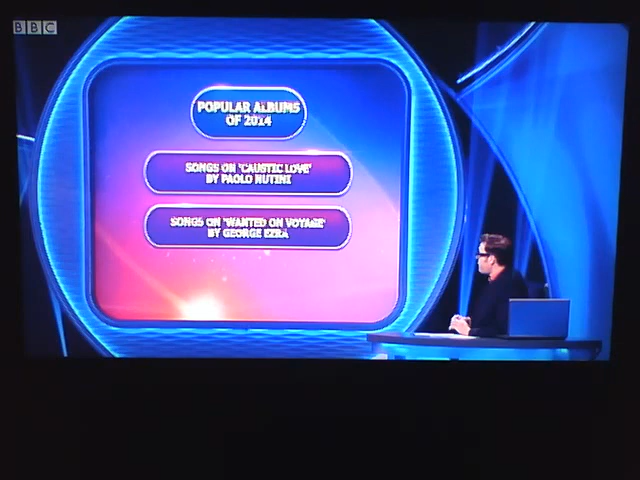 BBC
POPULAR ALBUMS
OF 2014
SONGS ON 'CAUSTIC LOVE'
BY PAOLO NUTINI
SONGS ON 'WANTED ON VOYAGE'
BY GEORGE EZRA